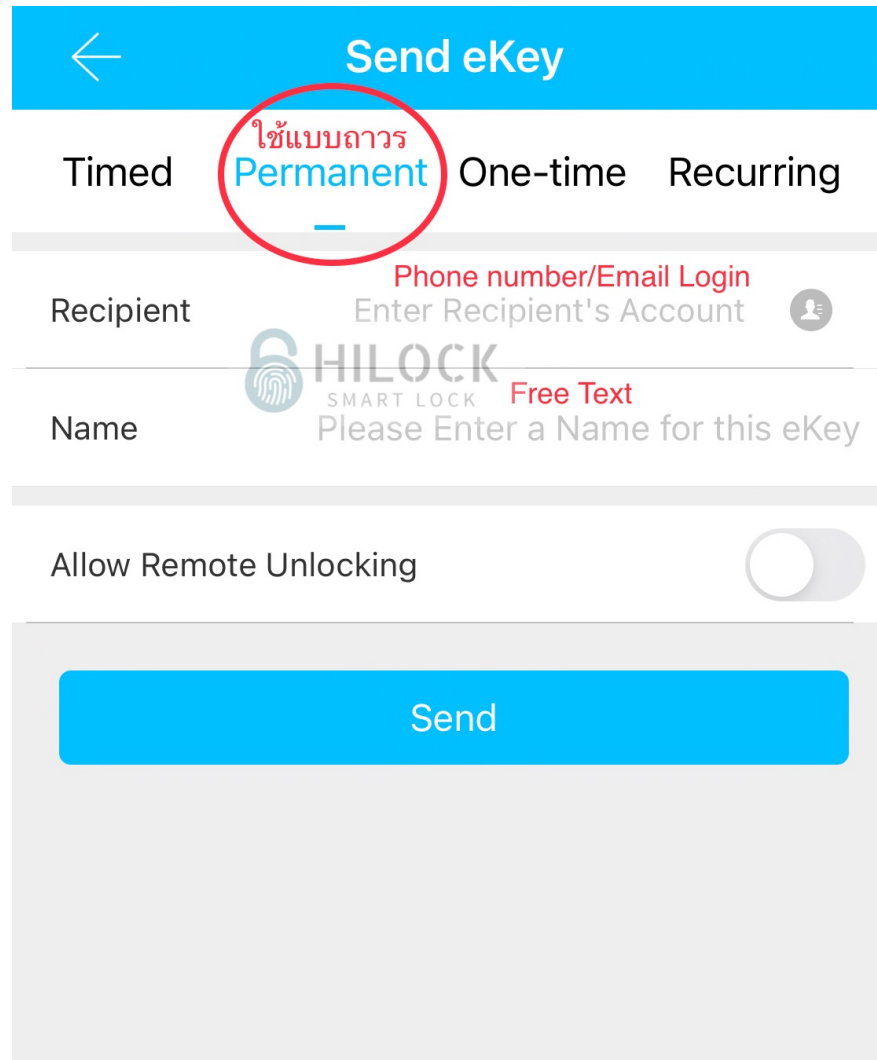 Send eKey
ใช้แบบถาวร
Timed Permanent One-time Recurring
Phone number/Email Login
Recipient Enter Recipient's Account
HILOCK
SMART LOCK Free Text
Name Please Enter a Name for this eKey
Allow Remote Unlocking
Send